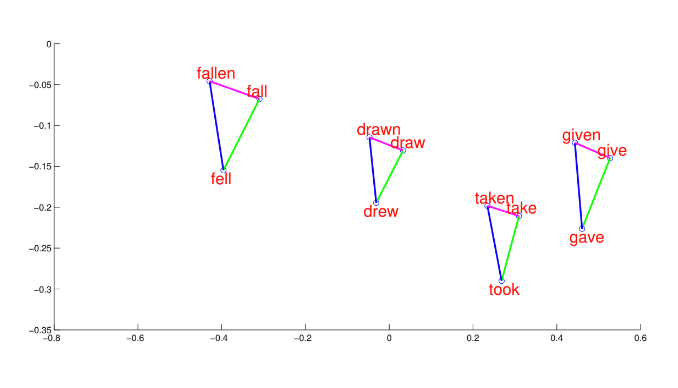 0
−0.05
−0.1
−0.15
−0.2
−0.25
−0.3
−0.35
−0.8
−0.6
−0.4
−0.2
0
0.2
0.4
0.6
fallen
fall
fell
drawn
draw
drew
taken
take
took
given
give
gave